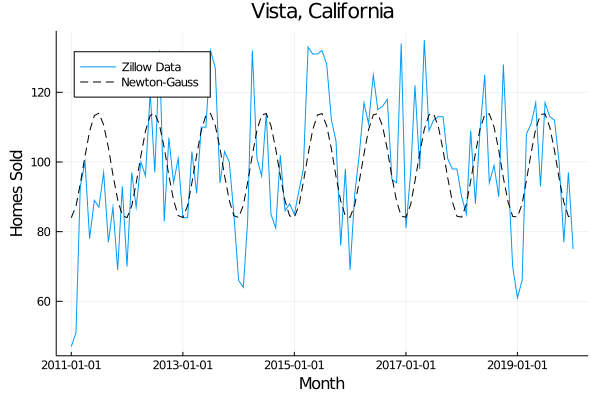 Vista, California
Zillow Data
Newton-Gauss
Homes Sold
120
100
80
60
2011-01-01
2013-01-01
2015-01-01
2017-01-01
2019-01-01
Month